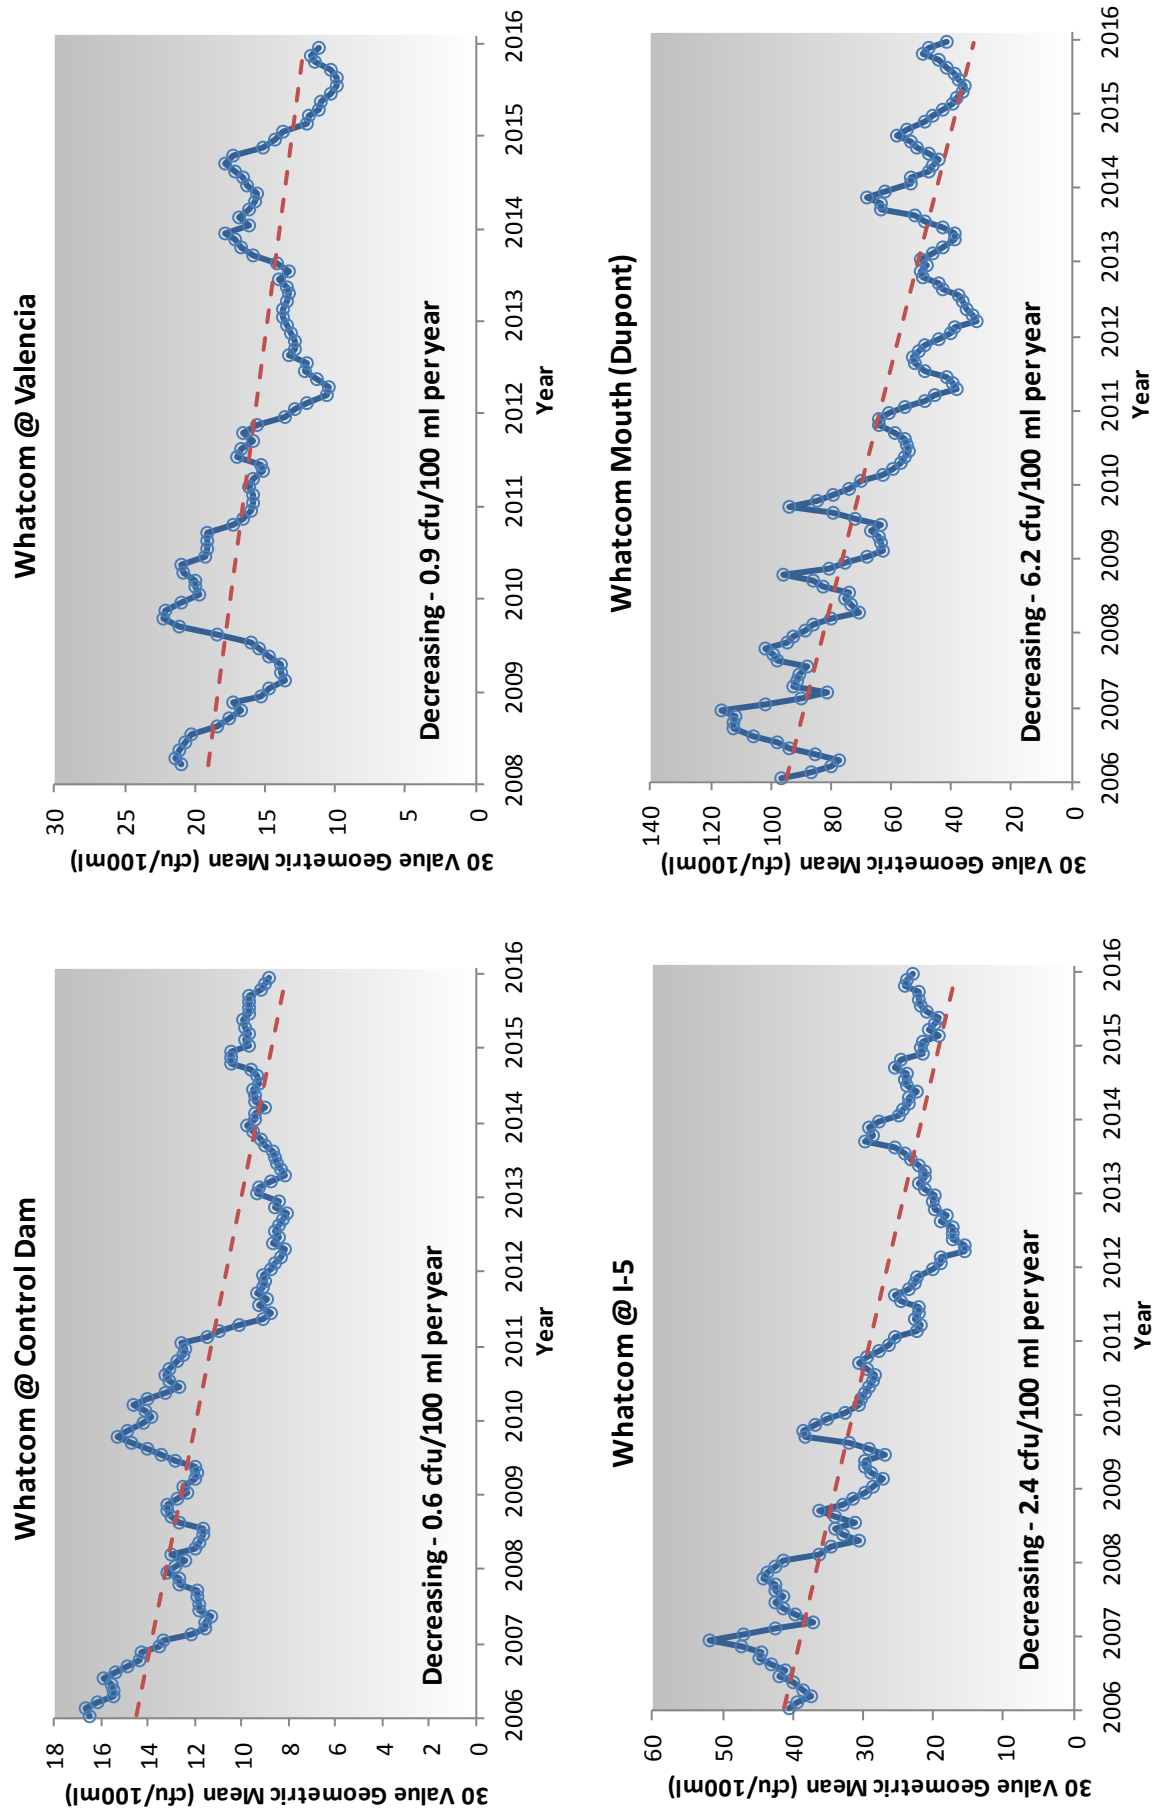 Whatcom @ Control Dam
30 Value Geometric Mean (cfu/100ml)
18
16
14
12
10
8
6
4
2
0
Decreasing - 0.6 cfu/100 ml per year
2006 2007 2008 2009 2010 2011 2012 2013 2014 2015 2016
Year
Whatcom @ Valencia
30 Value Geometric Mean (cfu/100ml)
30
25
20
15
10
5
0
Decreasing - 0.9 cfu/100 ml per year
2008 2009 2010 2011 2012 2013 2014 2015 2016
Year
Whatcom @ I-5
30 Value Geometric Mean (cfu/100ml)
60
50
40
30
20
10
0
Decreasing - 2.4 cfu/100 ml per year
2006 2007 2008 2009 2010 2011 2012 2013 2014 2015 2016
Year
Whatcom Mouth (Dupont)
30 Value Geometric Mean (cfu/100ml)
140
120
100
80
60
40
20
0
Decreasing - 6.2 cfu/100 ml per year
2006 2007 2008 2009 2010 2011 2012 2013 2014 2015 2016
Year